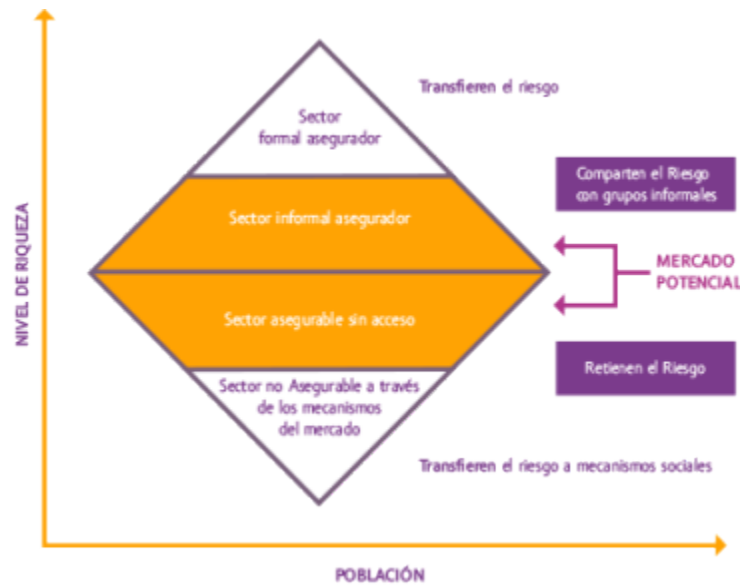 Transfieren el riesgo
Sector
formal asegurador
Comparten el Riesgo
con grupos informales
Sector informal asegurador
MERCADO
POTENCIAL
NIVEL DE RIQUEZA
Sector asegurable sin acceso
Retienen el Riesgo
Sector no Asegurable a través
de los mecanismos
del mercado
Transfieren el riesgo a mecanismos sociales
POBLACIÓN